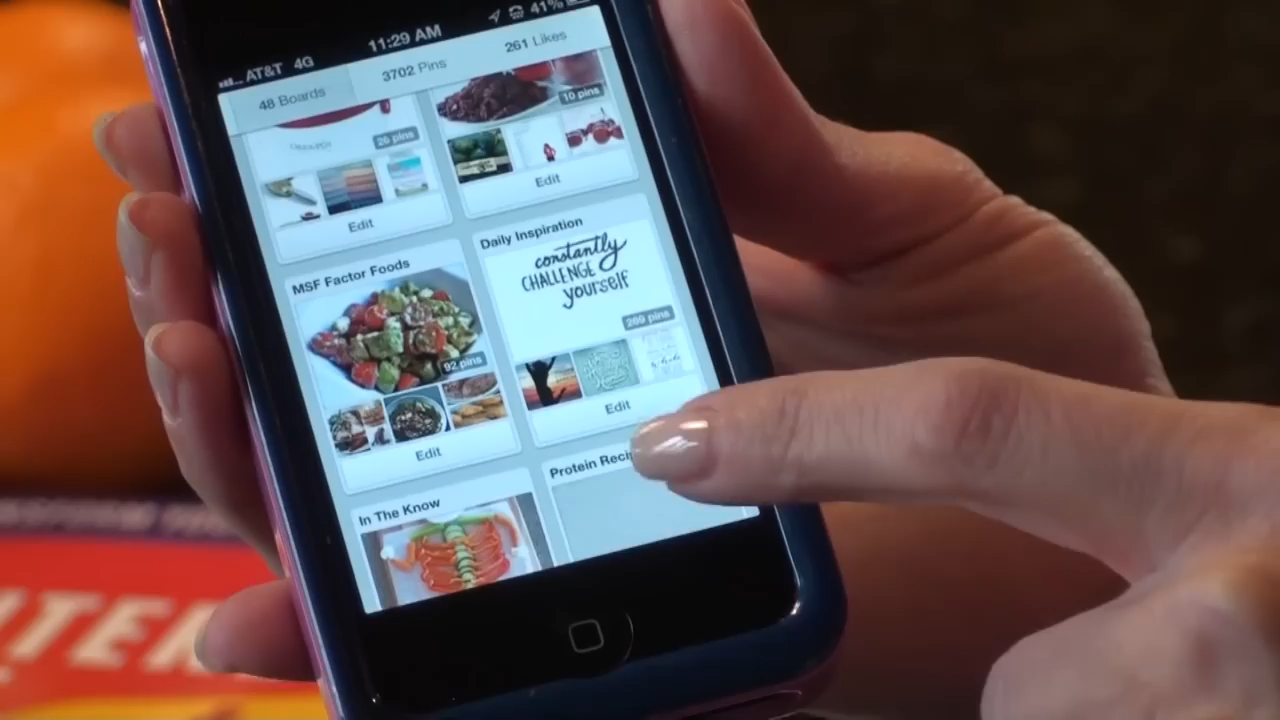 AT&T 4G 11:29 AM 41%
48 Boards 3702 Pins 261 Likes
26 pins
10 pins
Edit
Edit
MSF Factor Foods
92 pins
Edit
Daily Inspiration
constantly
CHALLENGE
yourself
269 pins
Edit
In The Know
Protein